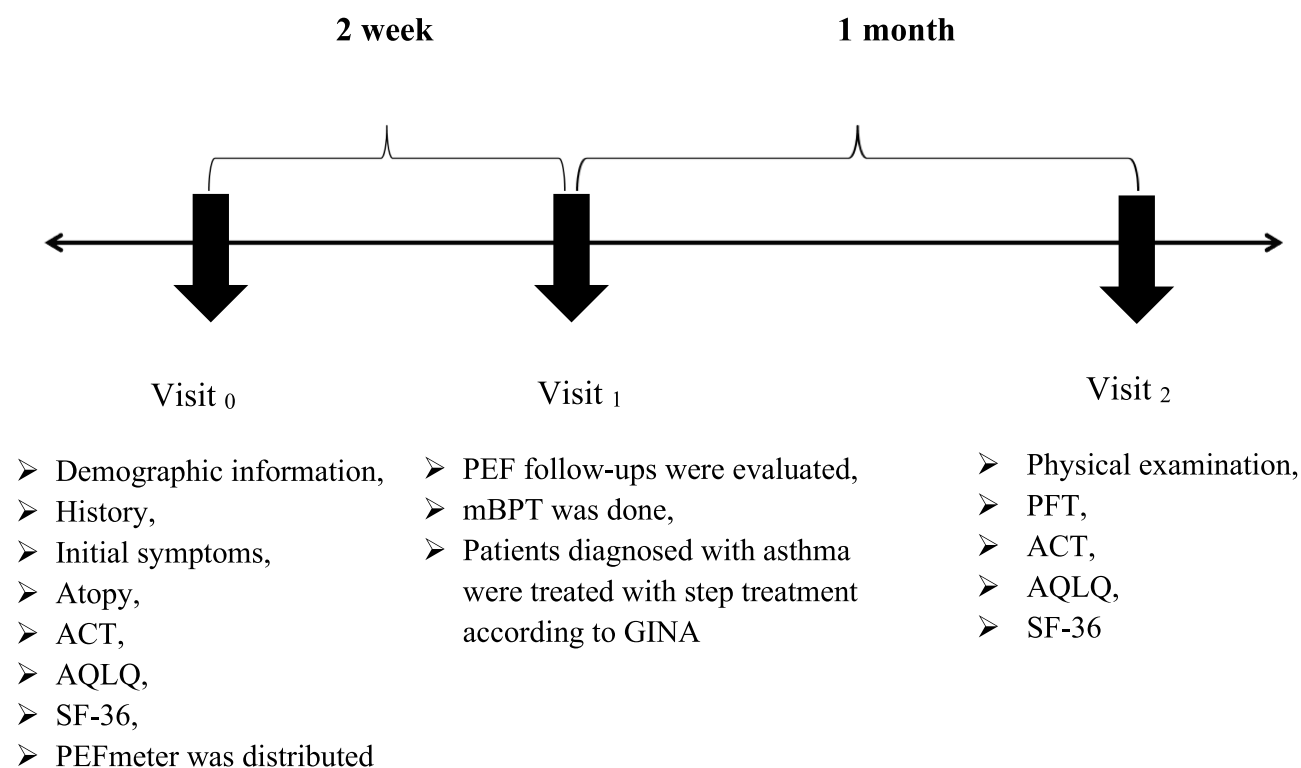 2 week
1 month
Visit 0
Visit 1
Visit 2
➢ Demographic information,
➢ History,
➢ Initial symptoms,
➢ Atopy,
➢ ACT,
➢ AQLQ,
➢ SF-36,
➢ PEFmeter was distributed
➢ PEF follow-ups were evaluated,
➢ mBPT was done,
➢ Patients diagnosed with asthma
were treated with step treatment
according to GINA
➢ Physical examination,
➢ PFT,
➢ ACT,
➢ AQLQ,
➢ SF-36